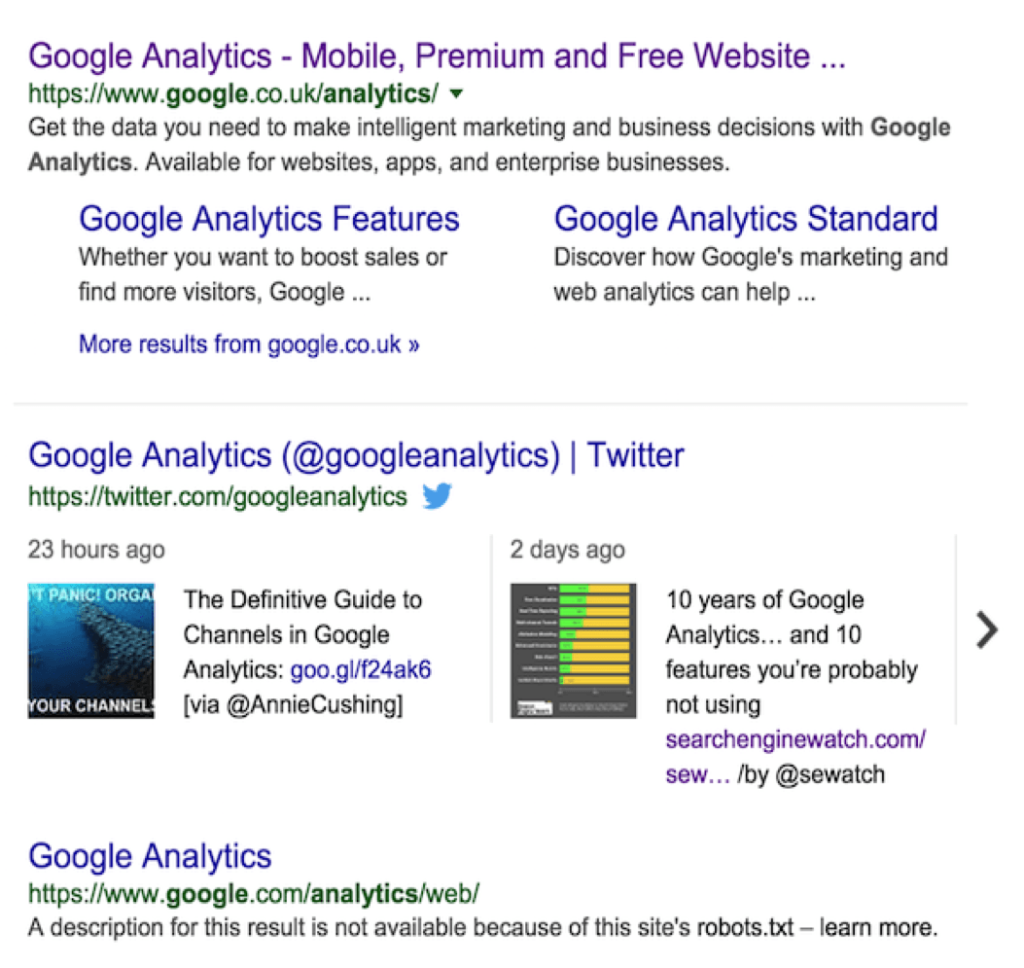 Google Analytics - Mobile, Premium and Free Website ...
https://www.google.co.uk/analytics/
Get the data you need to make intelligent marketing and business decisions with Google
Analytics. Available for websites, apps, and enterprise businesses.
Google Analytics Features
Whether you want to boost sales or
find more visitors, Google ...
Google Analytics Standard
Discover how Google's marketing and
web analytics can help ...
More results from google.co.uk »
Google Analytics (@googleanalytics) | Twitter
https://twitter.com/googleanalytics
23 hours ago
'T PANIC! ORGA
YOUR CHANNELS
The Definitive Guide to
Channels in Google
Analytics: goo.gl/f24ak6
[via @AnnieCushing]
2 days ago
10 years of Google
Analytics… and 10
features you’re probably
not using
searchenginewatch.com/
sew… /by @sewatch
Google Analytics
https://www.google.com/analytics/web/
A description for this result is not available because of this site's robots.txt – learn more.